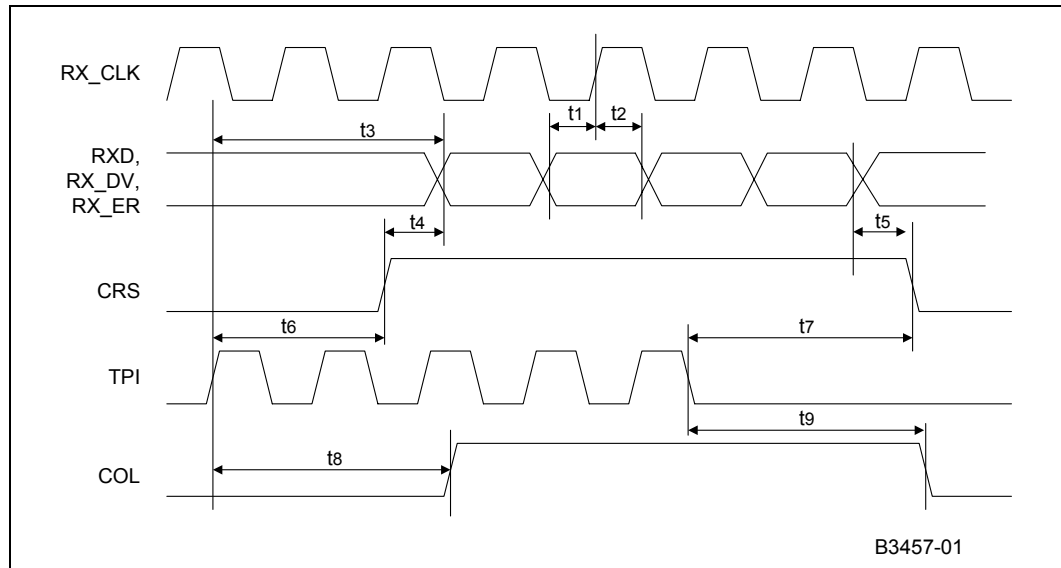 RX_CLK
t1
t2
t3
RXD,
RX_DV,
RX_ER
t4
t5
CRS
t6
t7
TPI
t9
t8
COL
B3457-01